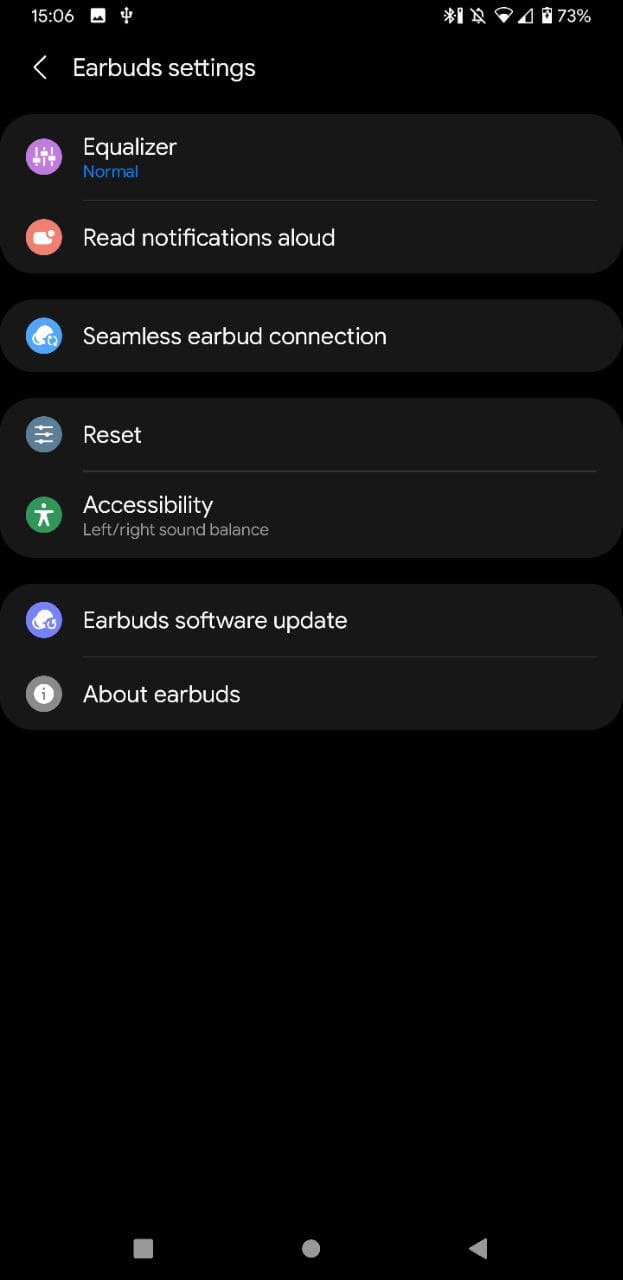 15:06 73%
Earbuds settings
Equalizer
Normal
Read notifications aloud
Seamless earbud connection
Reset
Accessibility
Left/right sound balance
Earbuds software update
About earbuds